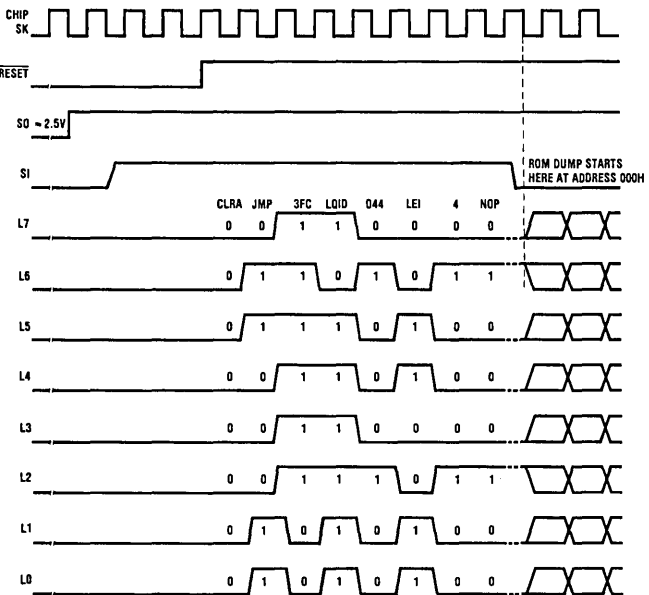 CHIP
SK
RESET
SO ≈ 2.5V
SI
ROM DUMP STARTS
HERE AT ADDRESS 000H
CLRA JMP 3FC LQID 044 LEI 4 NOP
L7 0 0 1 1 0 0 0 0
L6 0 1 1 0 1 0 1 1
L5 0 1 1 1 0 1 0 0
L4 0 0 1 1 0 1 0 0
L3 0 0 1 1 0 0 0 0
L2 0 0 1 1 1 0 1 1
L1 0 1 0 1 0 1 0 0
L0 0 1 0 1 0 1 0 0